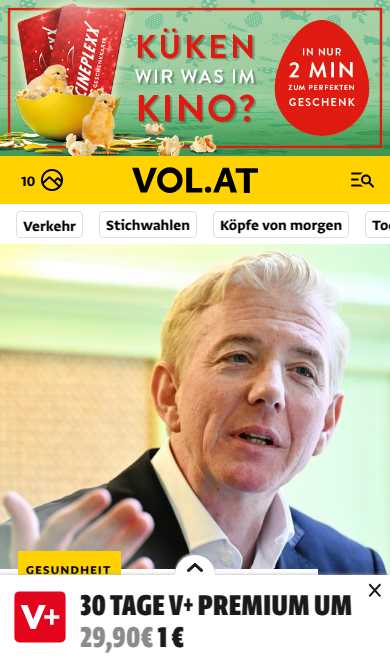 CINEPLEXX
GESCHENKKARTE
KÜKEN
WIR WAS IM
KINO?
IN NUR
2 MIN
ZUM PERFEKTEN
GESCHENK
10
VOL.AT
Verkehr
Stichwahlen
Köpfe von morgen
GESUNDHEIT
V+
30 TAGE V+ PREMIUM UM
29,90€ 1 €